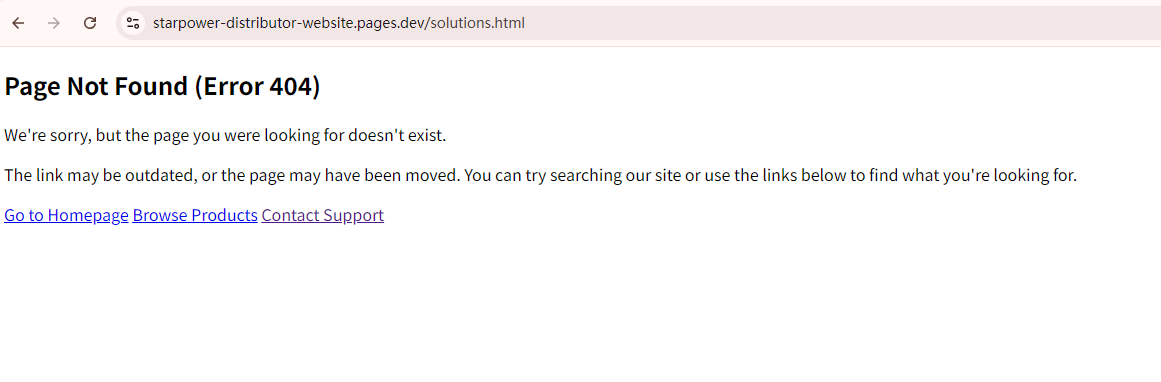 starpower-distributor-website.pages.dev/solutions.html
Page Not Found (Error 404)
We're sorry, but the page you were looking for doesn't exist.
The link may be outdated, or the page may have been moved. You can try searching our site or use the links below to find what you're looking for.
Go to Homepage Browse Products Contact Support